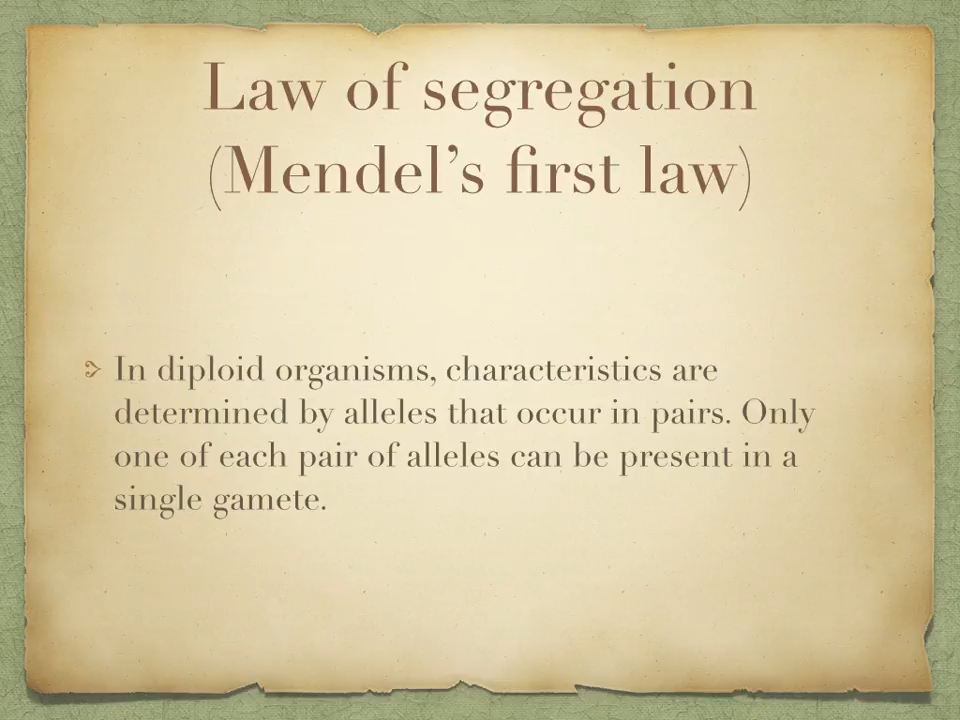 Law of segregation
(Mendel’s first law)
In diploid organisms, characteristics are
determined by alleles that occur in pairs. Only
one of each pair of alleles can be present in a
single gamete.